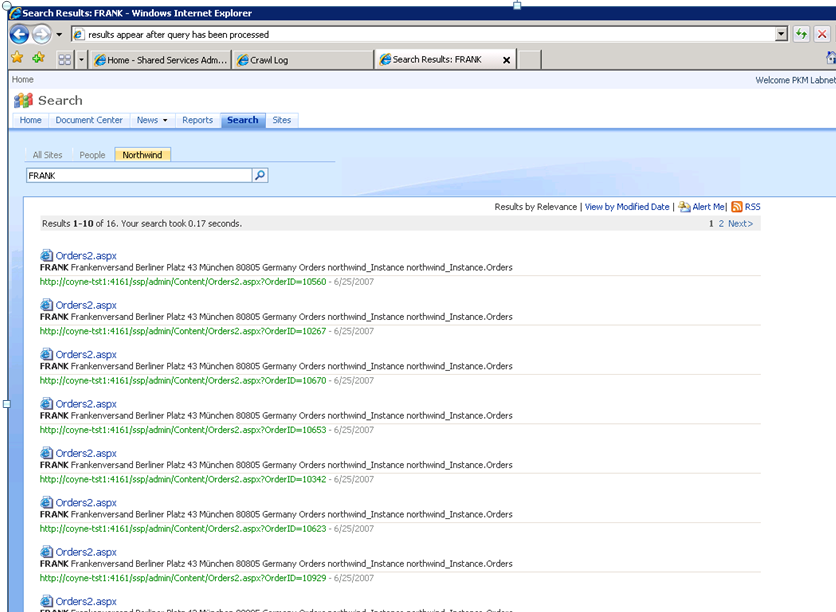 Search Results: FRANK - Windows Internet Explorer
results appear after query has been processed
Home - Shared Services Adm... Crawl Log Search Results: FRANK
Home Welcome PKM Labnet
Search
Home Document Center News Reports Search Sites
All Sites People Northwind
FRANK
Results by Relevance | View by Modified Date | Alert Me | RSS
Results 1-10 of 16. Your search took 0.17 seconds. 1 2 Next>
Orders2.aspx
FRANK Frankenversand Berliner Platz 43 München 80805 Germany Orders northwind_Instance northwind_Instance.Orders
http://coyne-tst1:4161/ssp/admin/Content/Orders2.aspx?OrderID=10560 - 6/25/2007
Orders2.aspx
FRANK Frankenversand Berliner Platz 43 München 80805 Germany Orders northwind_Instance northwind_Instance.Orders
http://coyne-tst1:4161/ssp/admin/Content/Orders2.aspx?OrderID=10267 - 6/25/2007
Orders2.aspx
FRANK Frankenversand Berliner Platz 43 München 80805 Germany Orders northwind_Instance northwind_Instance.Orders
http://coyne-tst1:4161/ssp/admin/Content/Orders2.aspx?OrderID=10670 - 6/25/2007
Orders2.aspx
FRANK Frankenversand Berliner Platz 43 München 80805 Germany Orders northwind_Instance northwind_Instance.Orders
http://coyne-tst1:4161/ssp/admin/Content/Orders2.aspx?OrderID=10653 - 6/25/2007
Orders2.aspx
FRANK Frankenversand Berliner Platz 43 München 80805 Germany Orders northwind_Instance northwind_Instance.Orders
http://coyne-tst1:4161/ssp/admin/Content/Orders2.aspx?OrderID=10342 - 6/25/2007
Orders2.aspx
FRANK Frankenversand Berliner Platz 43 München 80805 Germany Orders northwind_Instance northwind_Instance.Orders
http://coyne-tst1:4161/ssp/admin/Content/Orders2.aspx?OrderID=10623 - 6/25/2007
Orders2.aspx
FRANK Frankenversand Berliner Platz 43 München 80805 Germany Orders northwind_Instance northwind_Instance.Orders
http://coyne-tst1:4161/ssp/admin/Content/Orders2.aspx?OrderID=10929 - 6/25/2007
Orders2.aspx